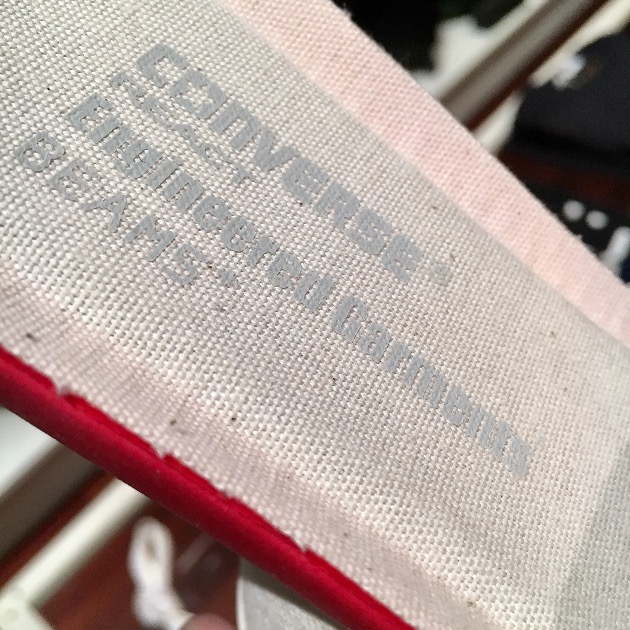 CONVERSE®
REACT
Engineered Garments
BEAMS+